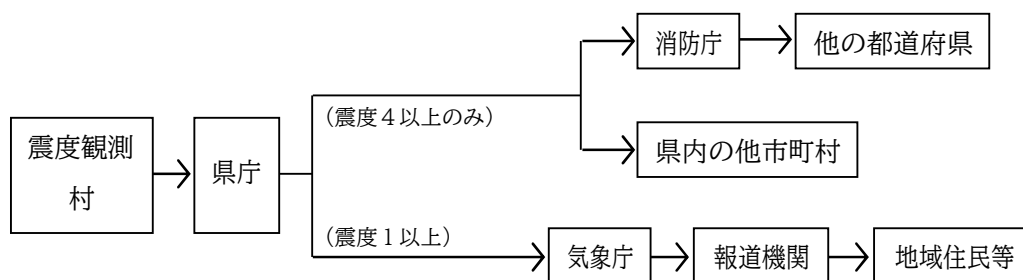 消防庁
他の都道府県
(震度4以上のみ)
震度観測
村
県庁
県内の他市町村
(震度1以上)
気象庁
報道機関
地域住民等